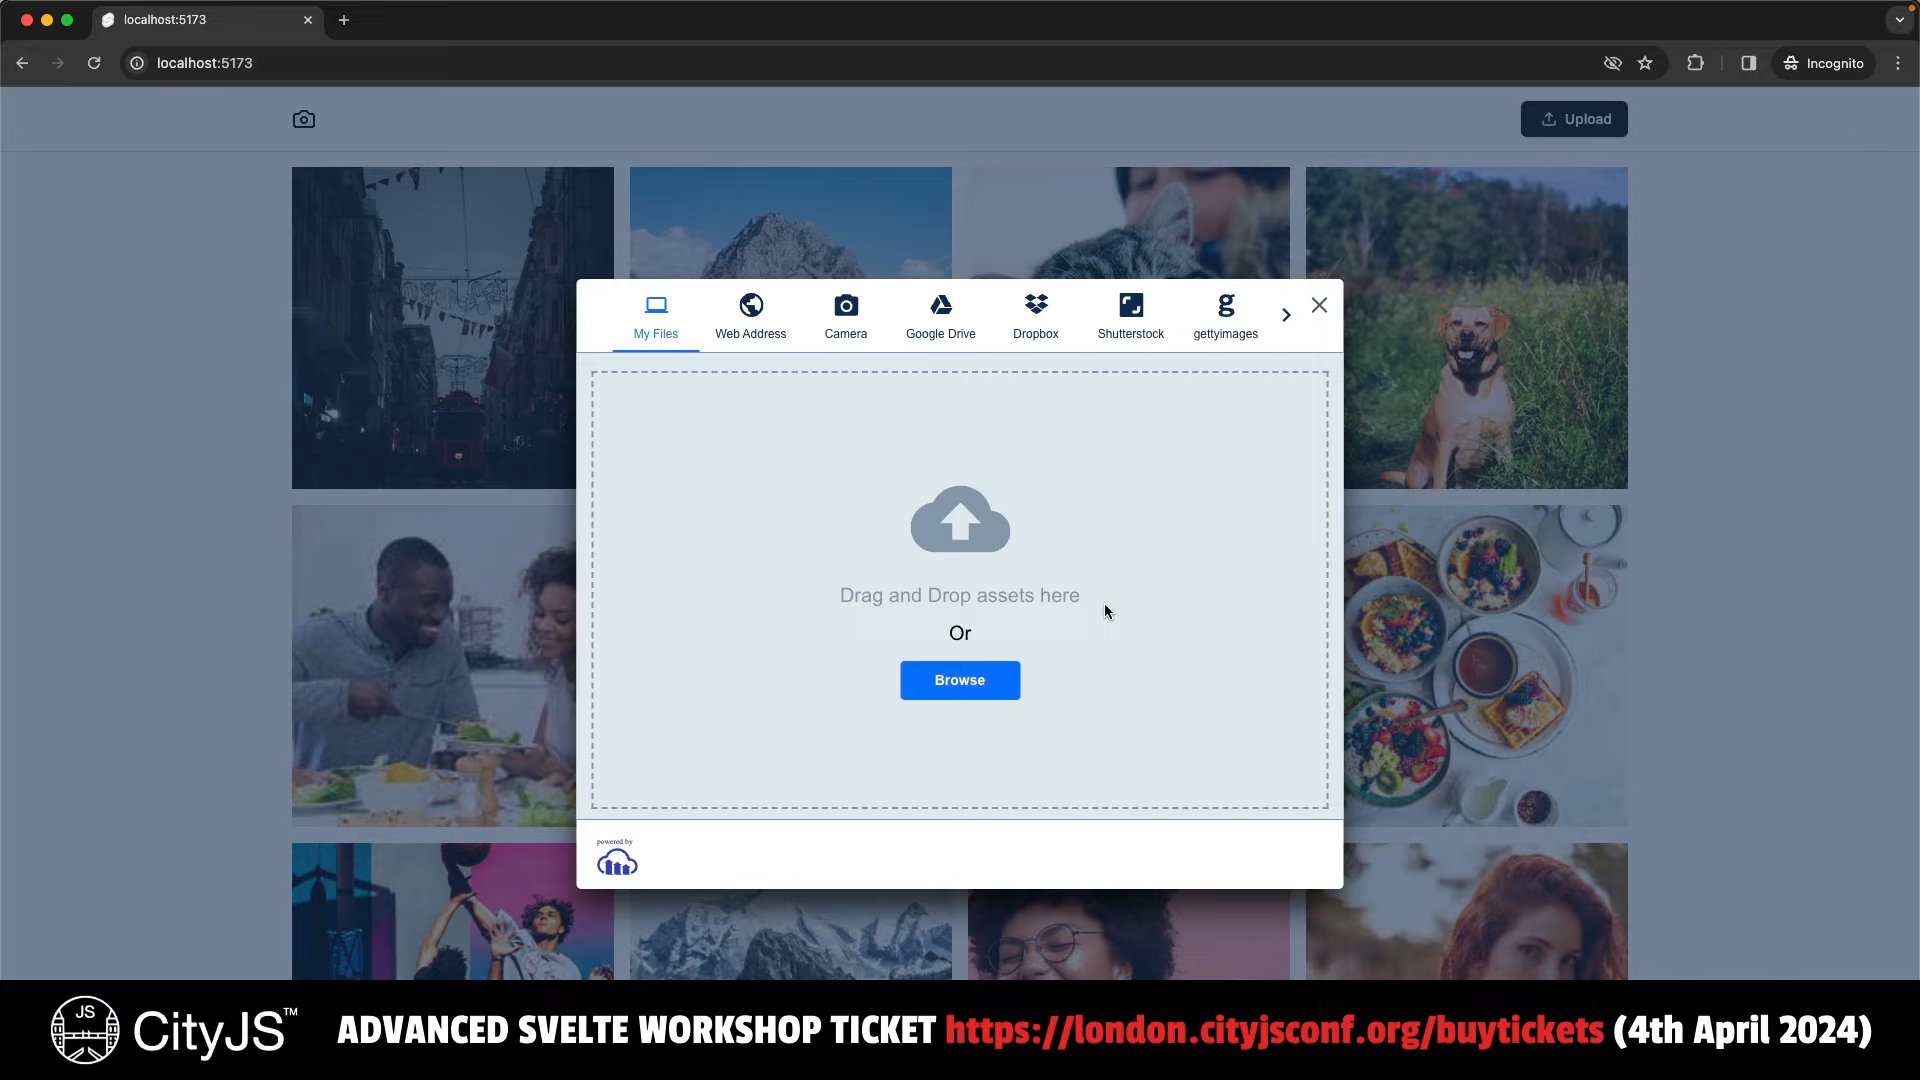 localhost:5173
localhost:5173
Incognito
Upload
My Files
Web Address
Camera
Google Drive
Dropbox
Shutterstock
g
gettyimages
Drag and Drop assets here
Or
Browse
powered by
JS
CityJS™
ADVANCED SVELTE WORKSHOP TICKET https://london.cityjsconf.org/buytickets (4th April 2024)